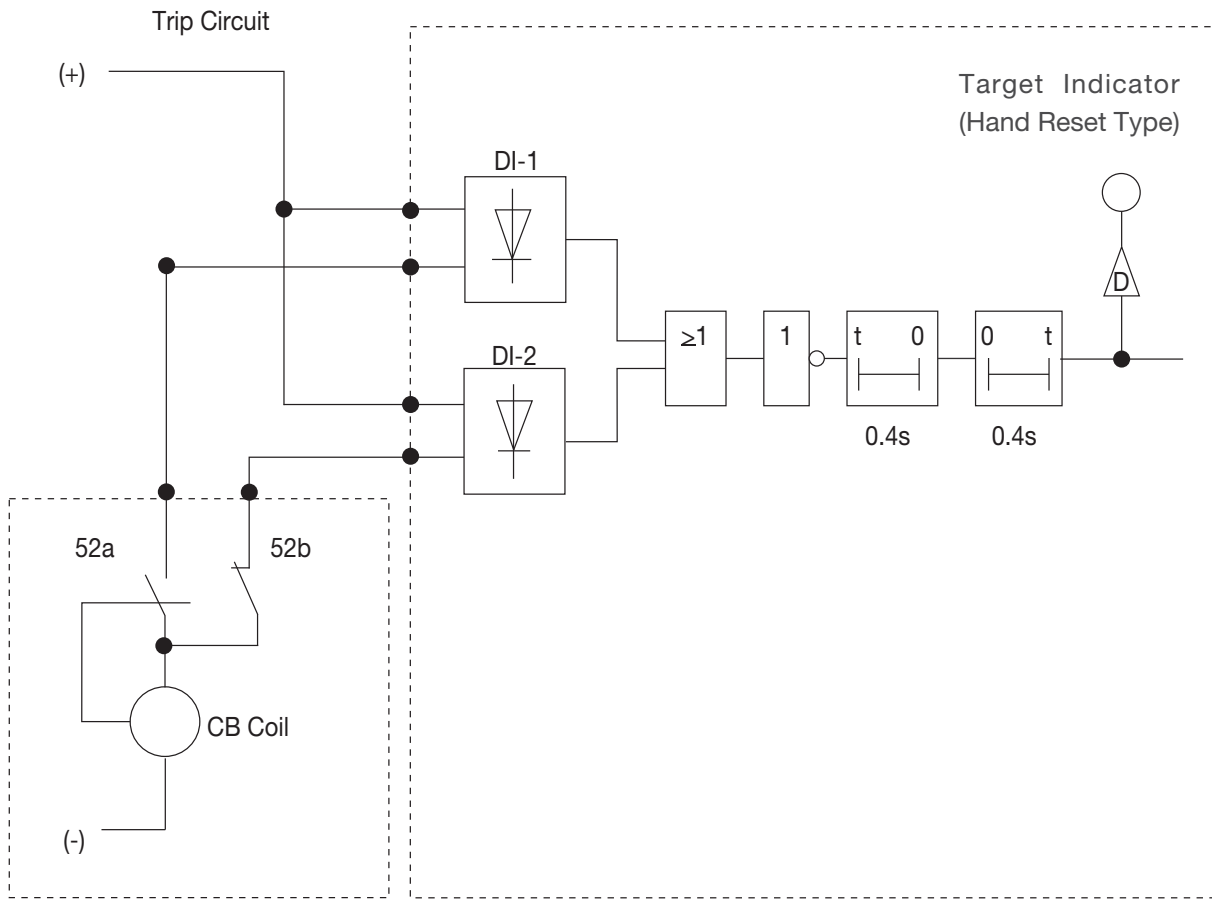 Trip Circuit
(+)
Target Indicator
(Hand Reset Type)
DI-1
D
DI-2
≥1
1
t 0
0 t
0.4s
0.4s
52a
52b
CB Coil
(-)